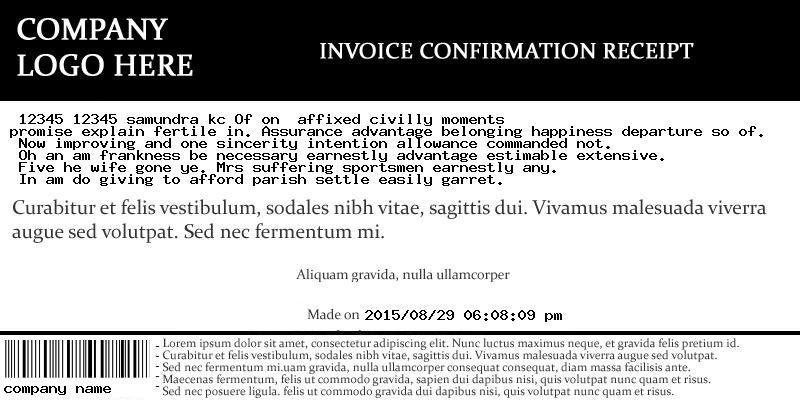 COMPANY
LOGO HERE
INVOICE CONFIRMATION RECEIPT
12345 12345 samundra kc Of on affixed civilly moments
promise explain fertile in. Assurance advantage belonging happiness departure so of.
Now improving and one sincerity intention allowance commanded not.
Oh an am frankness be necessary earnestly advantage estimable extensive.
Five he wife gone ye. Mrs suffering sportsmen earnestly any.
In am do giving to afford parish settle easily garret.
Curabitur et felis vestibulum, sodales nibh vitae, sagittis dui. Vivamus malesuada viverra
augue sed volutpat. Sed nec fermentum mi.
Aliquam gravida, nulla ullamcorper
Made on 2015/08/29 06:08:09 pm
- Lorem ipsum dolor sit amet, consectetur adipiscing elit. Nunc luctus maximus neque, et gravida felis pretium id.
- Curabitur et felis vestibulum, sodales nibh vitae, sagittis dui. Vivamus malesuada viverra augue sed volutpat.
- Sed nec fermentum mi.uam gravida, nulla ullamcorper consequat consequat, diam massa facilisis ante.
- Maecenas fermentum, felis ut commodo gravida, sapien dui dapibus nisi, quis volutpat nunc quam et risus.
- Sed nec posuere ligula. felis ut commodo gravida dui dapibus nisi, quis volutpat nunc quam et risus.
company name